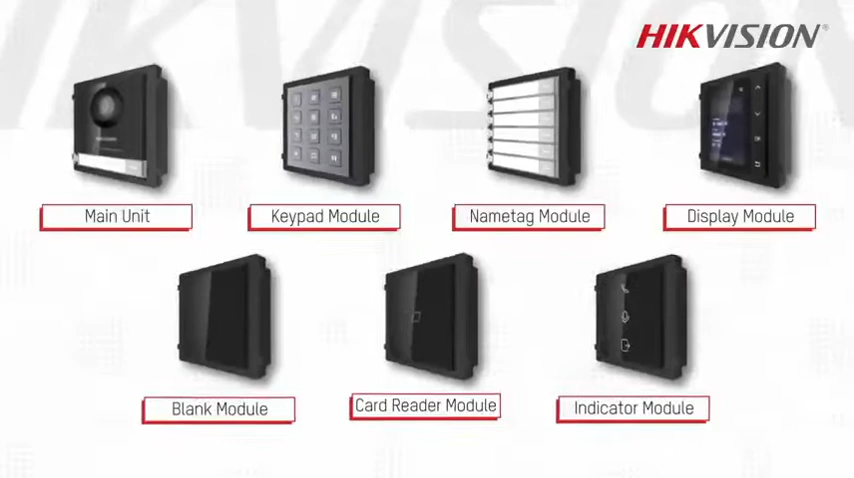 HIKVISION®
Main Unit
Keypad Module
Nametag Module
Display Module
Blank Module
Card Reader Module
Indicator Module